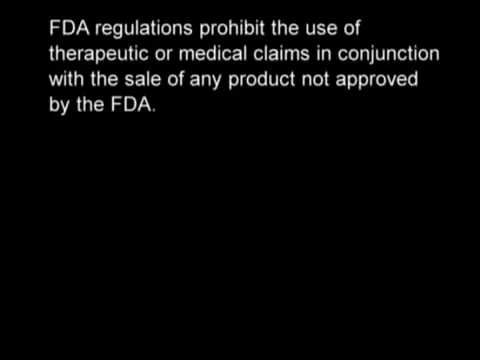 FDA regulations prohibit the use of
therapeutic or medical claims in conjunction
with the sale of any product not approved
by the FDA.